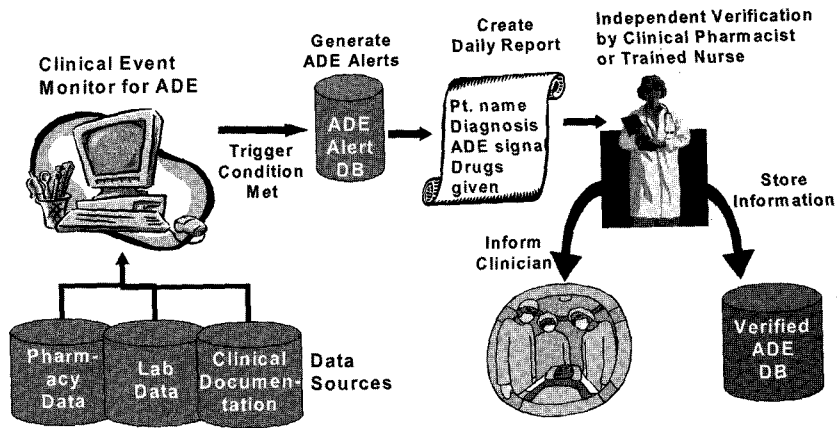 Clinical Event
Monitor for ADE
Generate
ADE Alerts
Create
Daily Report
Independent Verification
by Clinical Pharmacist
or Trained Nurse
Trigger
Condition
Met
ADE
Alert
DB
Pt. name
Diagnosis
ADE signal
Drugs
given
Inform
Clinician
Store
Information
Verified
ADE
DB
Pharm-
acy
Data
Lab
Data
Clinical
Documen-
tation
Data
Sources